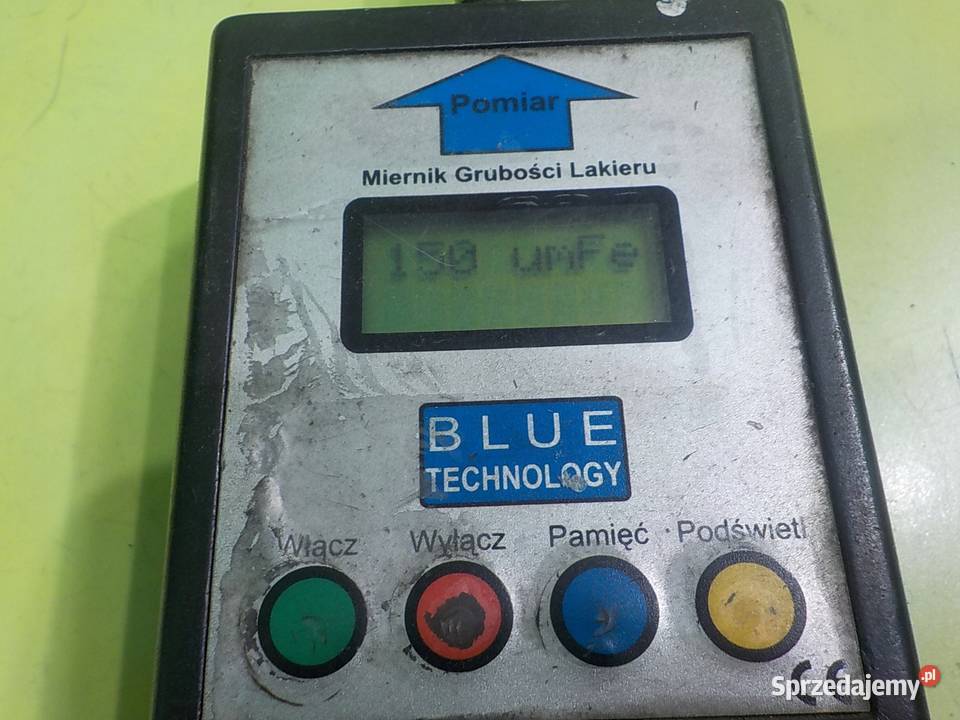 Pomiar
Miernik Grubości Lakieru
150 umFe
BLUE
TECHNOLOGY
Włącz Wyłącz Pamięć Podświetl
CE
Sprzedajemy.pl